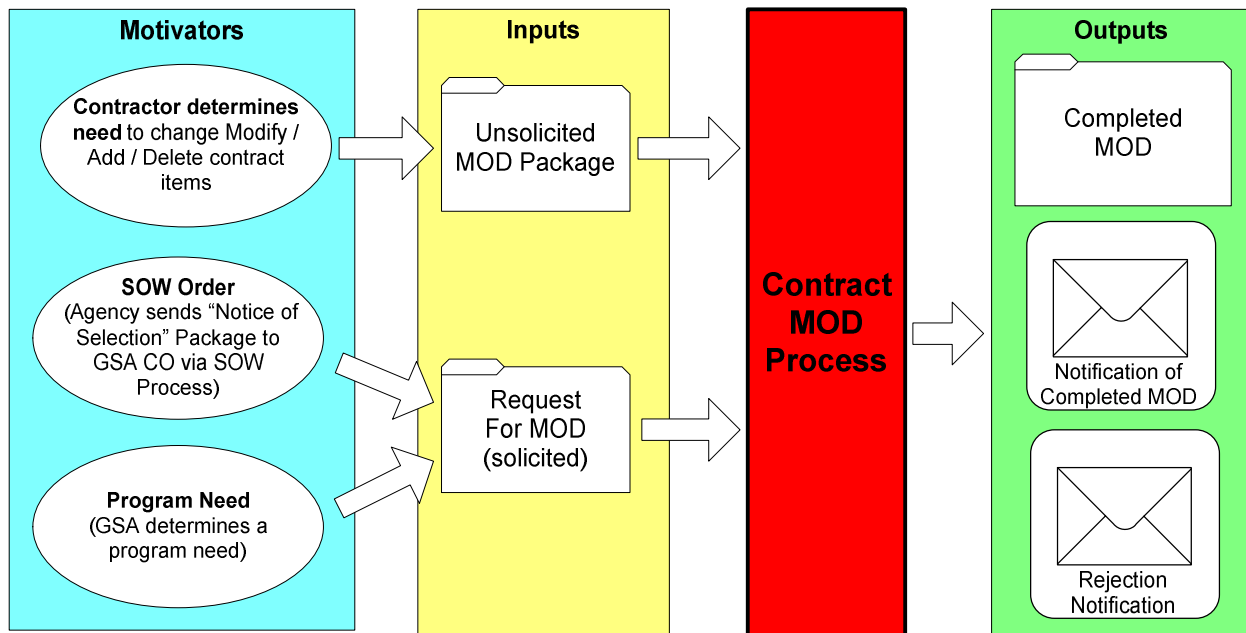 Motivators
Contractor determines
need to change Modify /
Add / Delete contract
items
SOW Order
(Agency sends “Notice of
Selection” Package to
GSA CO via SOW
Process)
Program Need
(GSA determines a
program need)
Inputs
Unsolicited
MOD Package
Request
For MOD
(solicited)
Contract
MOD
Process
Outputs
Completed
MOD
Notification of
Completed MOD
Rejection
Notification